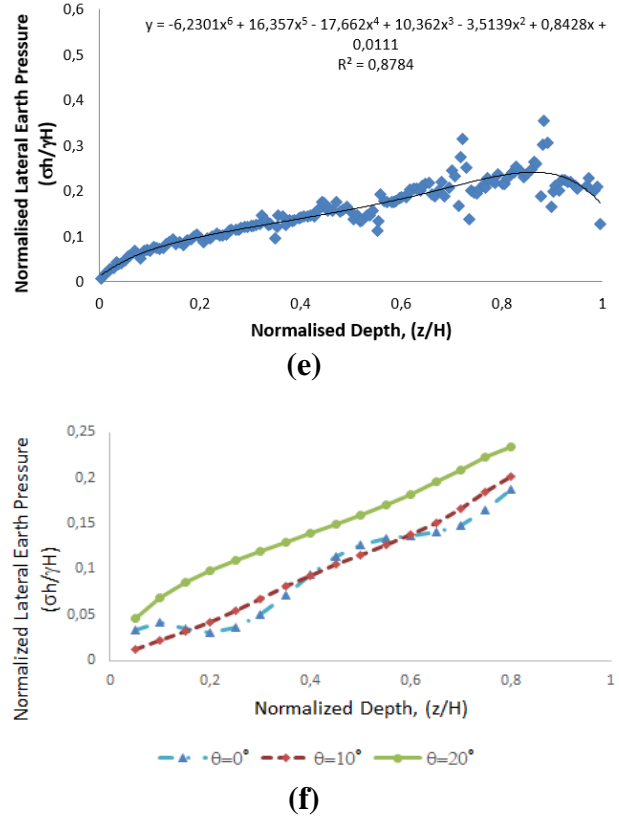 0,6
y = -6,2301x⁶ + 16,357x⁵ - 17,662x⁴ + 10,362x³ - 3,5139x² + 0,8428x +
0,0111
R² = 0,8784
0,5
0,4
0,3
0,2
0,1
0
Normalised Lateral Earth Pressure
(σh/γH)
0 0,2 0,4 0,6 0,8 1
Normalised Depth, (z/H)
(e)
0,25
0,2
0,15
0,1
0,05
0
Normalized Lateral Earth Pressure
(σh/γH)
0 0,2 0,4 0,6 0,8 1
Normalized Depth, (z/H)
θ=0° θ=10° θ=20°
(f)